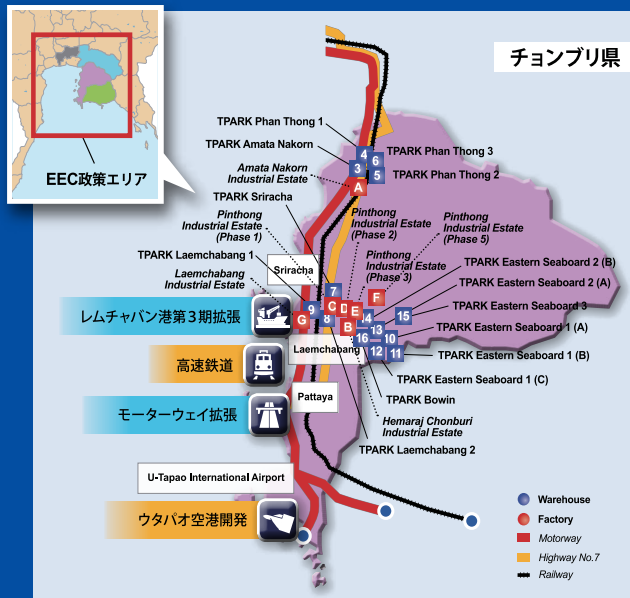 チョンブリ県
EEC政策エリア
TPARK Phan Thong 1
TPARK Amata Nakorn
Amata Nakorn
Industrial Estate
TPARK Sriracha
Pinthong
Industrial Estate
(Phase 1)
TPARK Laemchabang 1
Laemchabang
Industrial Estate
TPARK Phan Thong 3
TPARK Phan Thong 2
Pinthong
Industrial Estate
(Phase 2)
Pinthong
Industrial Estate
(Phase 5)
Pinthong
Industrial Estate
(Phase 3)
TPARK Eastern Seaboard 2 (B)
TPARK Eastern Seaboard 2 (A)
TPARK Eastern Seaboard 3
TPARK Eastern Seaboard 1 (A)
TPARK Eastern Seaboard 1 (B)
TPARK Eastern Seaboard 1 (C)
TPARK Bowin
Hemaraj Chonburi
Industrial Estate
TPARK Laemchabang 2
4
6
3
5
A
7
9
C
D
E
F
G
8
B
14
15
13
16
10
12
11
Sriracha
Laemchabang
Pattaya
U-Tapao International Airport
レムチャバン港第3期拡張
高速鉄道
モーターウェイ拡張
ウタパオ空港開発
Warehouse
Factory
Motorway
Highway No.7
Railway